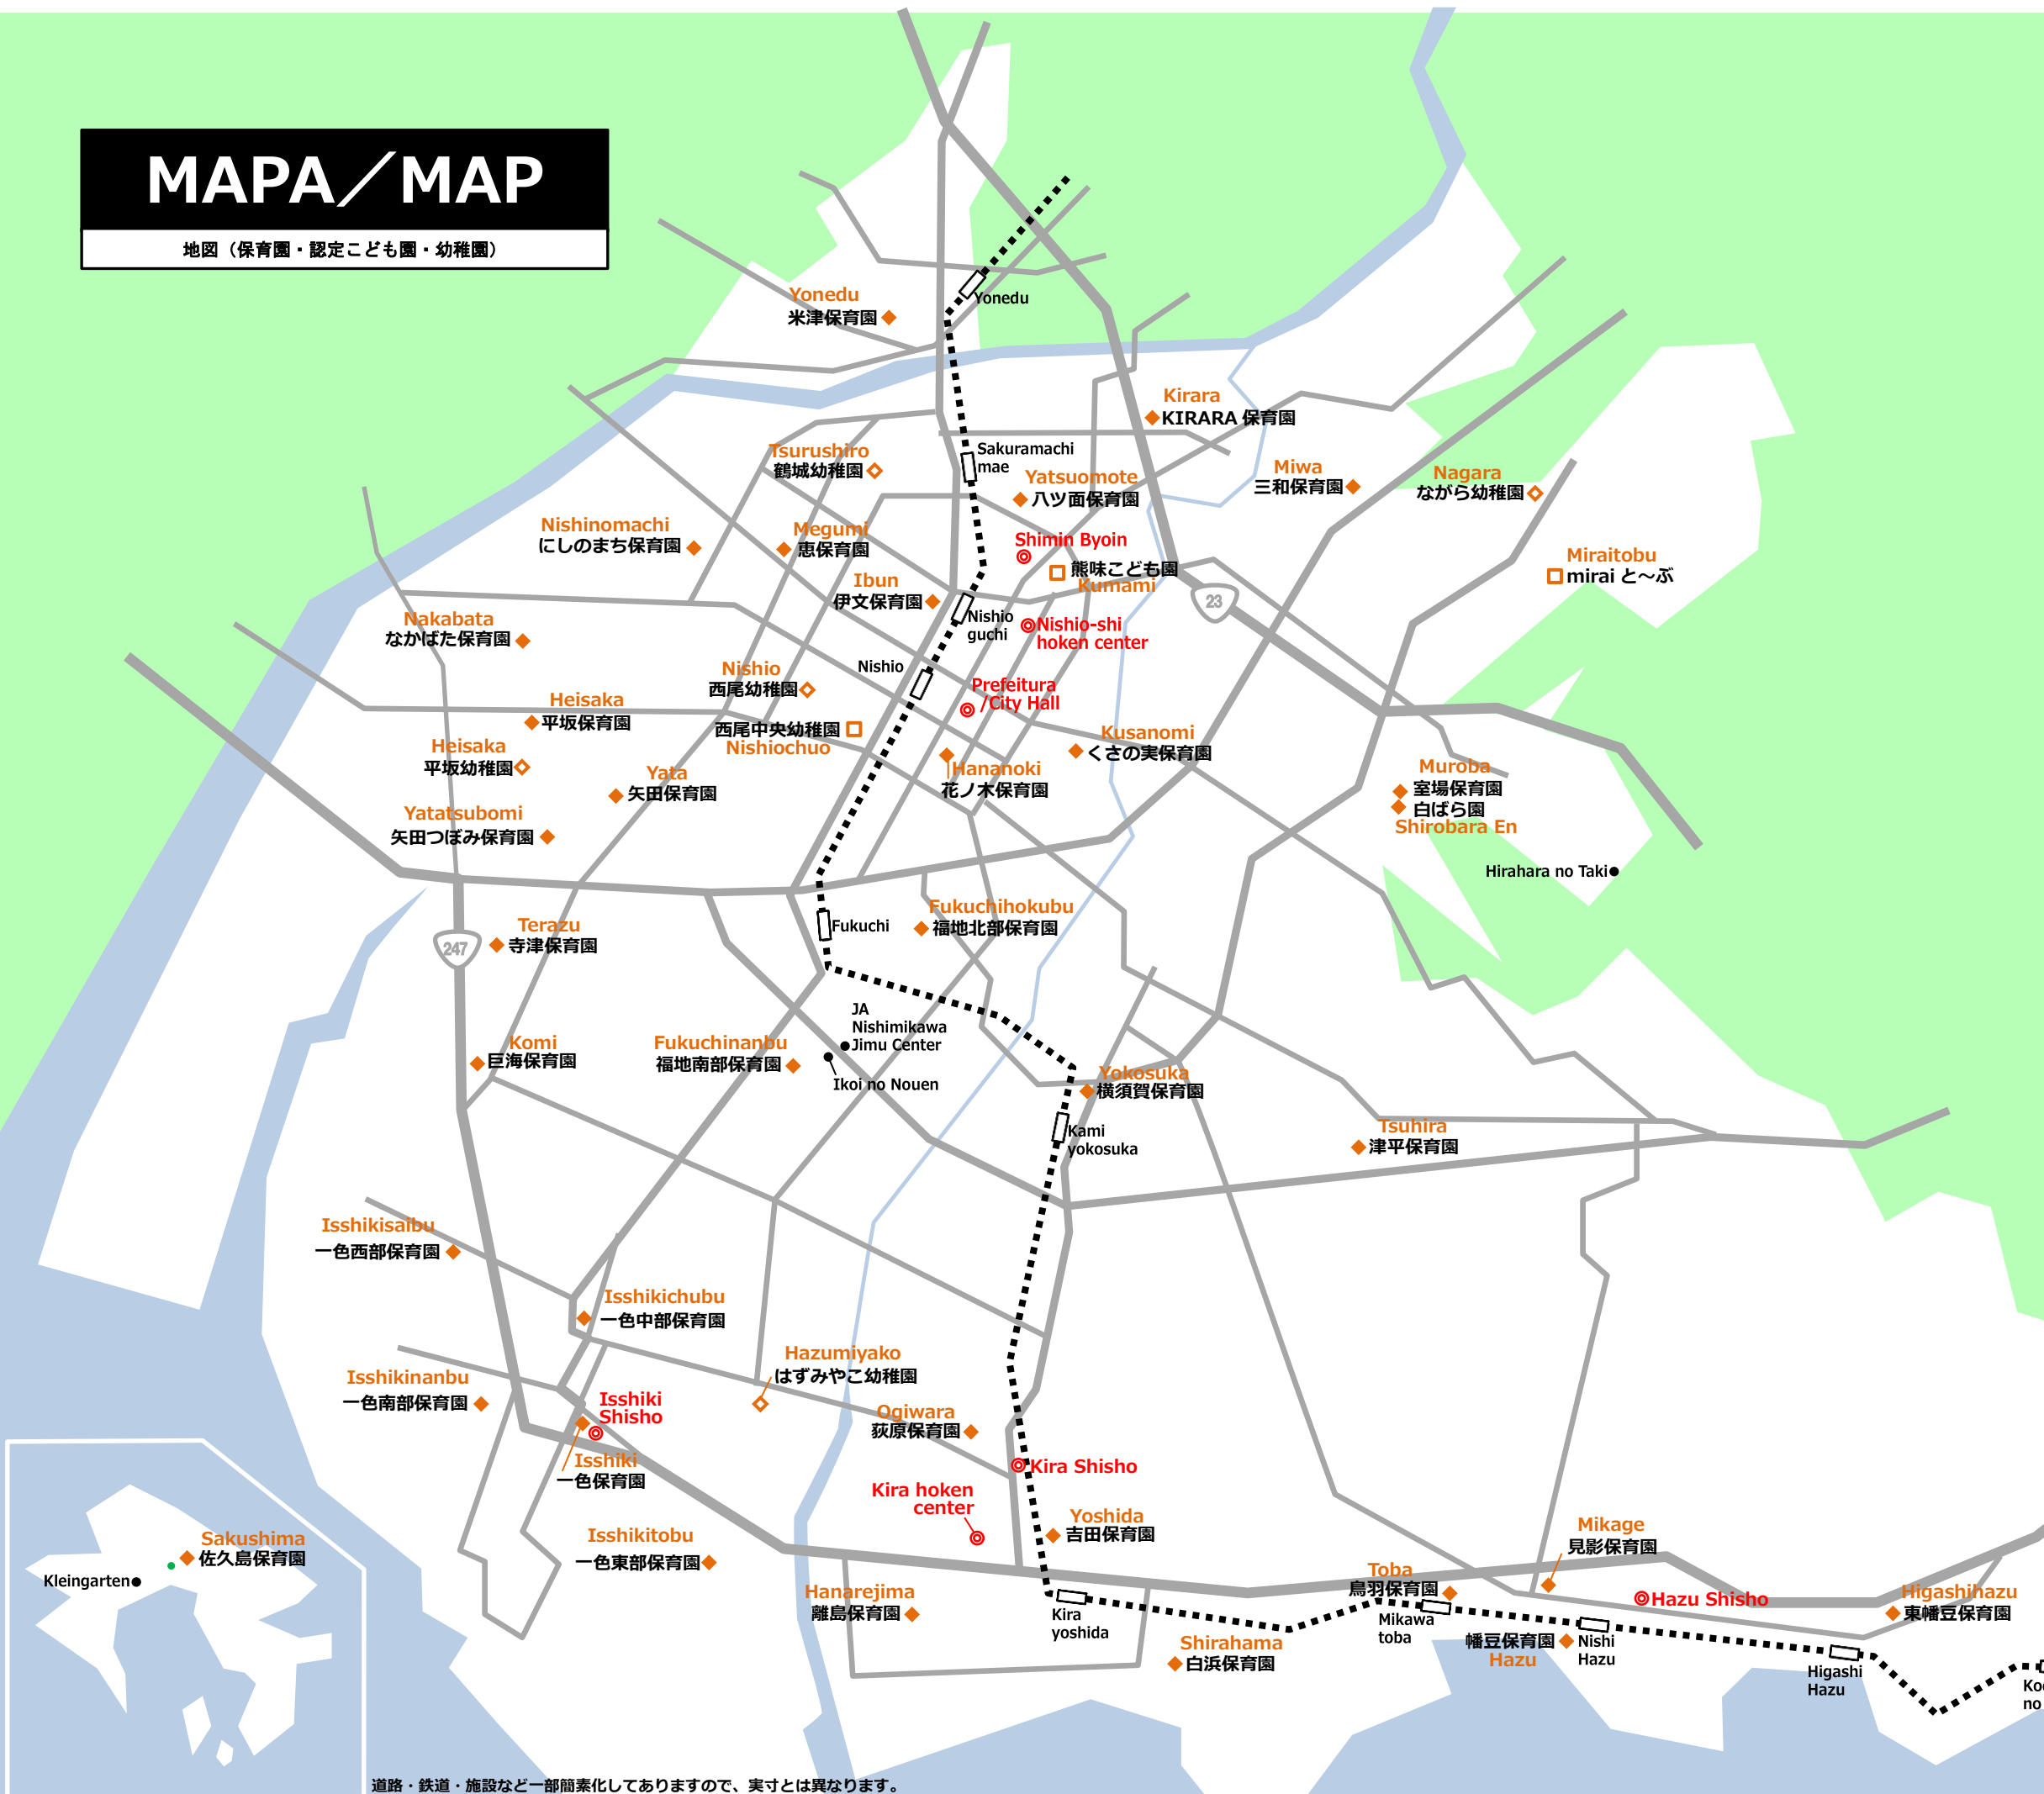 MAPA／MAP
地図（保育園・認定こども園・幼稚園）
Yonedu
米津保育園
Yonedu
Kirara
KIRARA 保育園
Tsurushiro
鶴城幼稚園
Sakuramachi
mae
Yatsuomote
八ツ面保育園
Miwa
三和保育園
Nagara
ながら幼稚園
Nishinomachi
にしのまち保育園
Megumi
恵保育園
Shimin Byoin
熊味こども園
Kumami
Miraitobu
mirai と～ぶ
Ibun
伊文保育園
23
Nishio
guchi
Nishio-shi
hoken center
Nakabata
なかばた保育園
Nishio
Nishio
西尾幼稚園
Prefeitura
/City Hall
Heisaka
平坂保育園
西尾中央幼稚園
Nishiochuo
Kusanomi
くさの実保育園
Heisaka
平坂幼稚園
Hananoki
花ノ木保育園
Yata
矢田保育園
Muroba
室場保育園
白ばら園
Shirobara En
Yatatsubomi
矢田つぼみ保育園
Hirahara no Taki
Fukuchihokubu
福地北部保育園
Fukuchi
Terazu
寺津保育園
247
JA
Nishimikawa
Jimu Center
Ikoi no Nouen
Komi
巨海保育園
Fukuchinanbu
福地南部保育園
Yokosuka
横須賀保育園
Kami
yokosuka
Tsuhira
津平保育園
Isshikisaibu
一色西部保育園
Isshikichubu
一色中部保育園
Hazumiyako
はずみやこ幼稚園
Isshikinanbu
一色南部保育園
Isshiki
Shisho
Ogiwara
荻原保育園
Isshiki
一色保育園
Kira Shisho
Kira hoken
center
Yoshida
吉田保育園
Mikage
見影保育園
Sakushima
佐久島保育園
Kleingarten
Isshikitobu
一色東部保育園
Toba
鳥羽保育園
Hanarejima
離島保育園
Hazu Shisho
Higashihazu
東幡豆保育園
Kira
yoshida
Mikawa
toba
Shirahama
白浜保育園
幡豆保育園
Hazu
Nishi
Hazu
Higashi
Hazu
no
道路・鉄道・施設など一部簡素化してありますので、実寸とは異なります。